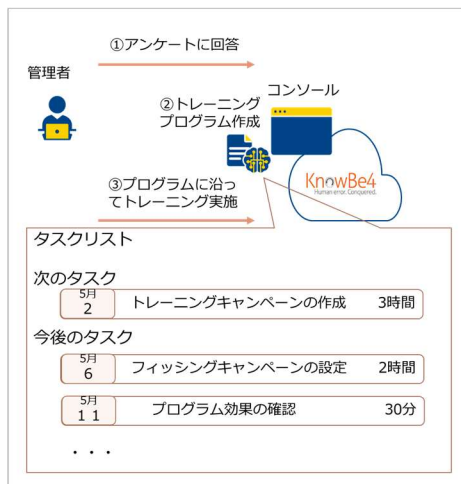 ①アンケートに回答
管理者
コンソール
②トレーニング
プログラム作成
KnowBe4
Human error. Conquered.
③プログラムに沿っ
てトレーニング実施
タスクリスト
次のタスク
5月
2
トレーニングキャンペーンの作成 3時間
今後のタスク
5月
6
フィッシングキャンペーンの設定 2時間
5月
11
プログラム効果の確認 30分
・・・